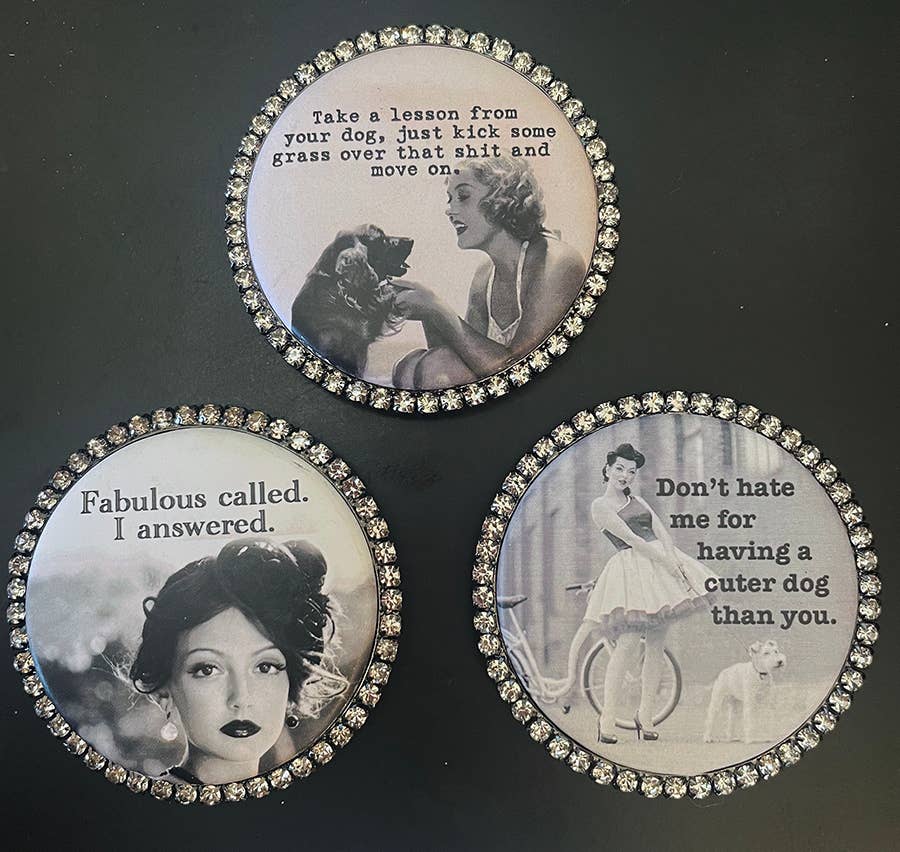 Take a lesson from
your dog, just kick some
grass over that shit and
move on.
Fabulous called.
I answered.
Don't hate
me for
having a
cuter dog
than you.